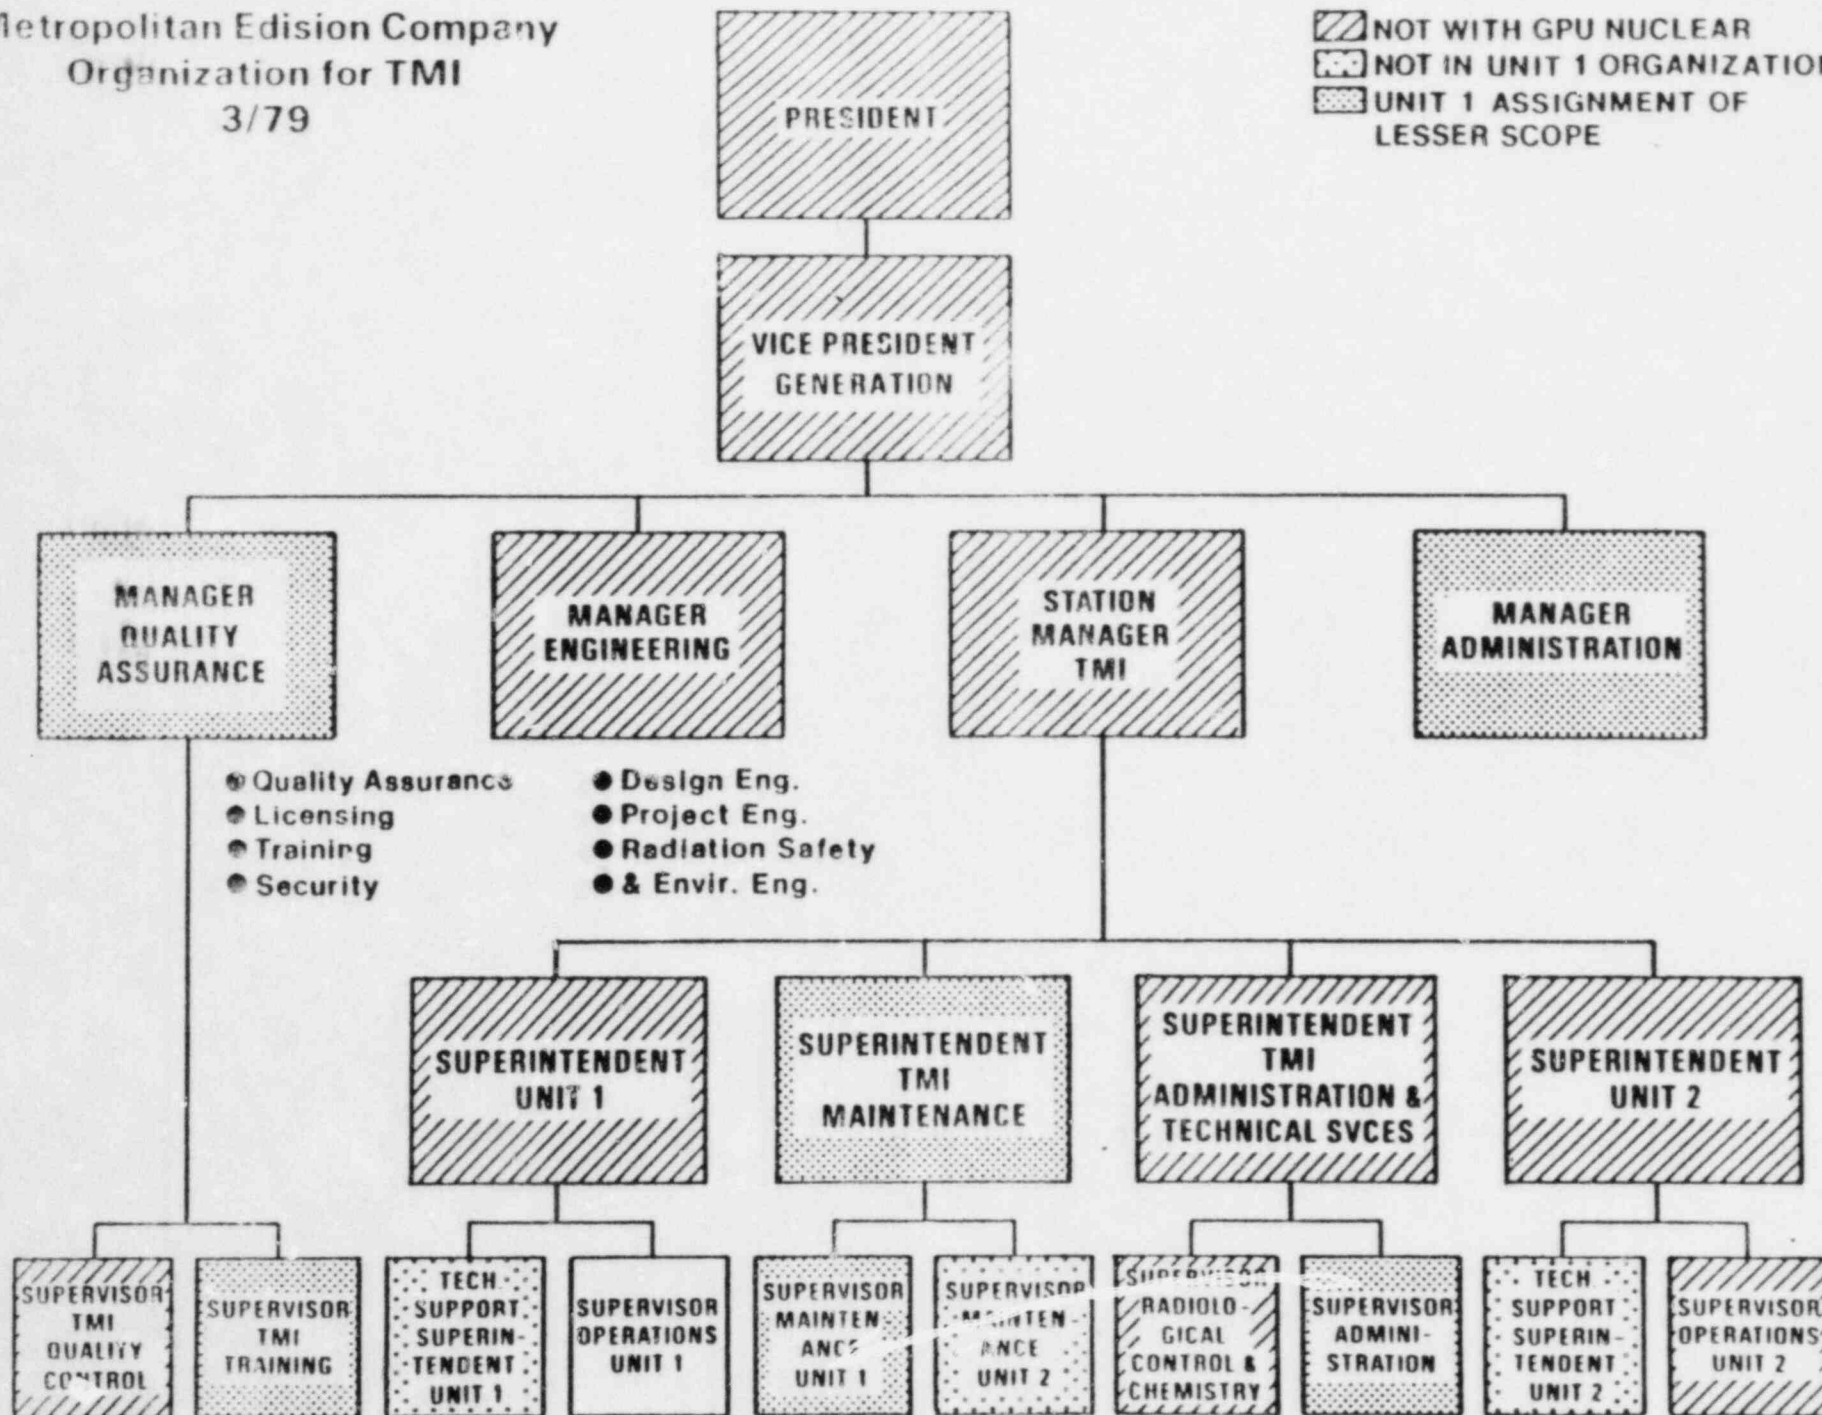 Metropolitan Edision Company
Organization for TMI
3/79
NOT WITH GPU NUCLEAR
NOT IN UNIT 1 ORGANIZATION
UNIT 1 ASSIGNMENT OF
LESSER SCOPE
PRESIDENT
VICE PRESIDENT
GENERATION
MANAGER
QUALITY
ASSURANCE
MANAGER
ENGINEERING
STATION
MANAGER
TMI
MANAGER
ADMINISTRATION
● Quality Assurance
● Licensing
● Training
● Security
● Design Eng.
● Project Eng.
● Radiation Safety
● & Envir. Eng.
SUPERINTENDENT
UNIT 1
SUPERINTENDENT
TMI
MAINTENANCE
SUPERINTENDENT
TMI
ADMINISTRATION &
TECHNICAL SVCES
SUPERINTENDENT
UNIT 2
SUPERVISOR
TMI
QUALITY
CONTROL
SUPERVISOR
TMI
TRAINING
TECH
SUPPORT
SUPERIN-
TENDENT
UNIT 1
SUPERVISOR
OPERATIONS
UNIT 1
SUPERVISOR
MAINTEN-
ANCE
UNIT 1
SUPERVISOR
MAINTEN-
ANCE
UNIT 2
SUPERVISOR
RADIOLO-
GICAL
CONTROL &
CHEMISTRY
SUPERVISOR
ADMINI-
STRATION
TECH
SUPPORT
SUPERIN-
TENDENT
UNIT 2
SUPERVISOR
OPERATIONS
UNIT 2